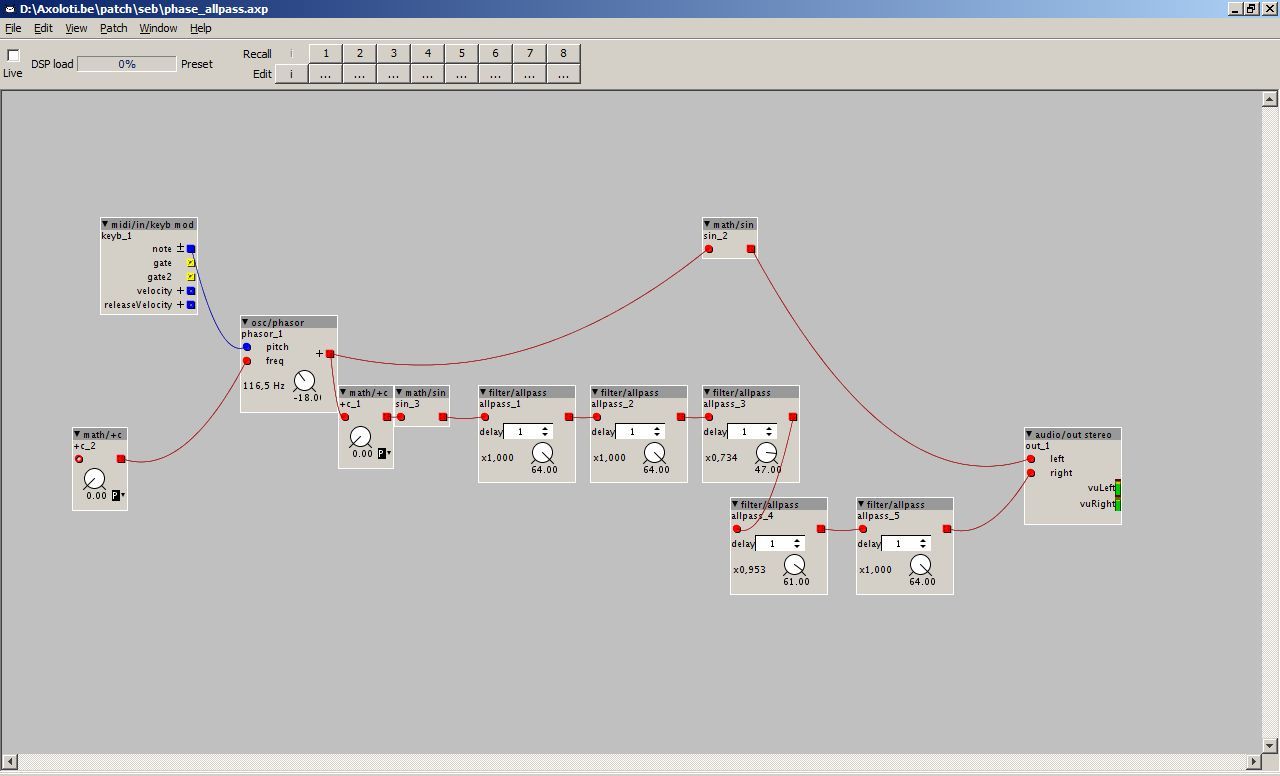 D:\Axoloti.be\patch\seb\phase_allpass.axp
File Edit View Patch Window Help
Live
DSP load 0% Preset
Recall i 1 2 3 4 5 6 7 8
Edit i ... ... ... ... ... ... ... ...
midi/in/keyb mod
keyb_1
note ±
gate
gate2
velocity +
releaseVelocity +
math/sin
sin_2
osc/phasor
phasor_1
pitch
+
freq
116,5 Hz
-18.0
math/+c
+c_2
0.00 P
math/+c
+c_1
0.00 P
math/sin
sin_3
filter/allpass
allpass_1
delay 1
x1,000
64.00
filter/allpass
allpass_2
delay 1
x1,000
64.00
filter/allpass
allpass_3
delay 1
x0,734
47.00
filter/allpass
allpass_4
delay 1
x0,953
61.00
filter/allpass
allpass_5
delay 1
x1,000
64.00
audio/out stereo
out_1
left
right
vuLeft
vuRight